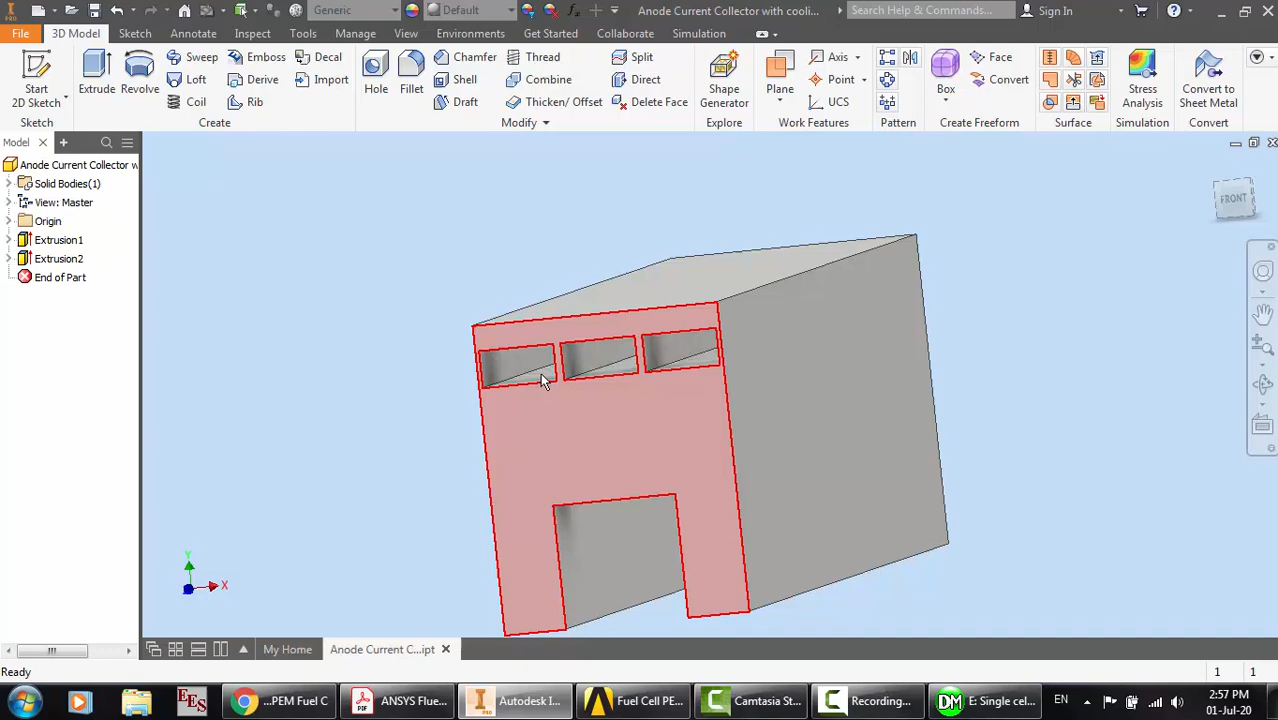 PRO Generic Default Anode Current Collector with cooli... Search Help & Commands... Sign In
File 3D Model Sketch Annotate Inspect Tools Manage View Environments Get Started Collaborate Simulation
Start 2D Sketch
Extrude
Revolve
Sweep Emboss Decal
Loft Derive Import
Coil Rib
Hole
Fillet
Chamfer Thread Split
Shell Combine Direct
Draft Thicken/ Offset Delete Face
Shape Generator
Plane
Axis
Point
UCS
Box
Face
Convert
Stress Analysis
Convert to Sheet Metal
Sketch Create Modify Explore Work Features Pattern Create Freeform Surface Simulation Convert
Model
Anode Current Collector w
Solid Bodies(1)
View: Master
Origin
Extrusion1
Extrusion2
End of Part
FRONT
Y
X
My Home Anode Current C...ipt
Ready 1 1
EES ...PEM Fuel C ANSYS Flue... Autodesk I... Fuel Cell PE... Camtasia St... Recording... DM E: Single cel... EN 2:57 PM
01-Jul-20